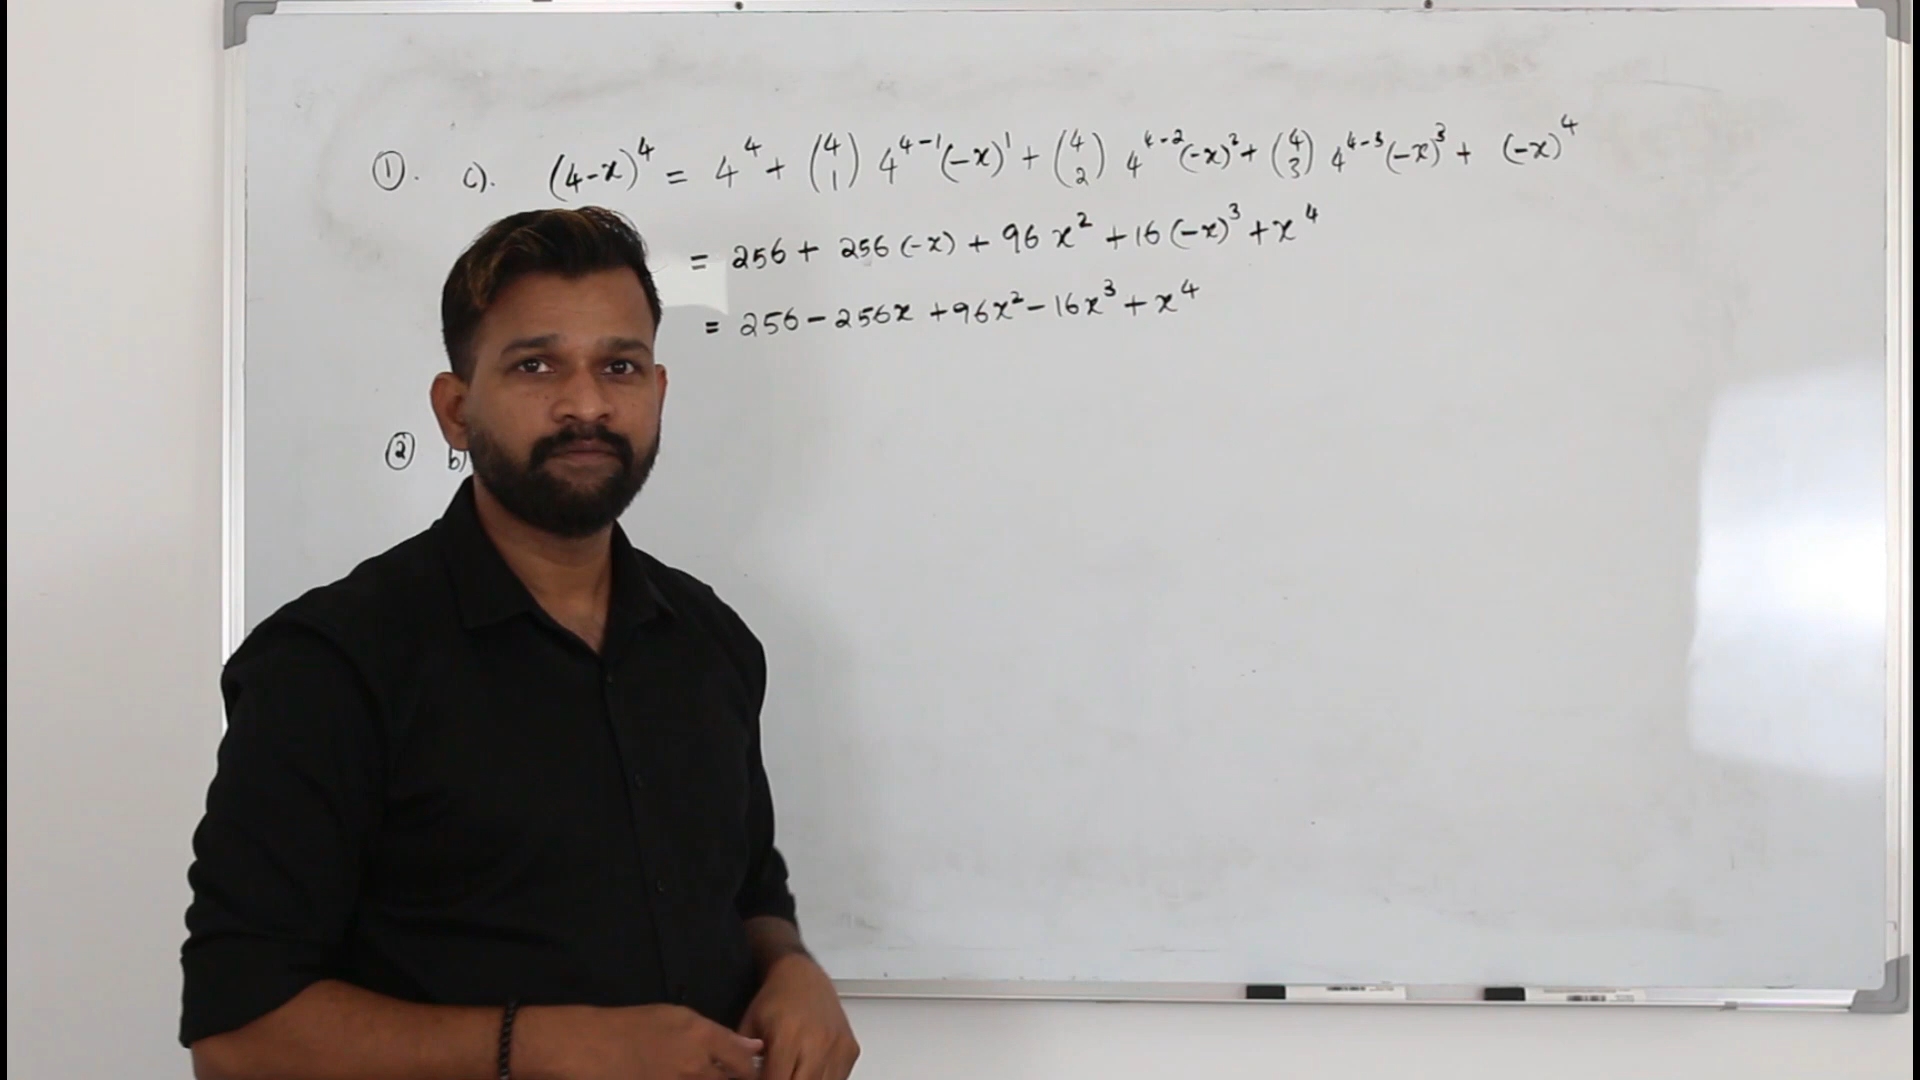 ①. c). (4-x)⁴ = 4⁴ + (4 1) 4⁴⁻¹(-x)¹ + (4 2) 4⁴⁻²(-x)² + (4 3) 4⁴⁻³(-x)³ + (-x)⁴
= 256 + 256(-x) + 96x² + 16(-x)³ + x⁴
= 256 - 256x + 96x² - 16x³ + x⁴
② b)